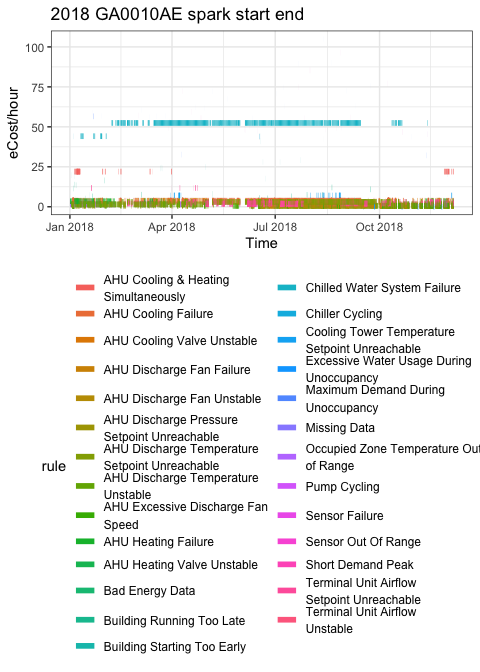 2018 GA0010AE spark start end
eCost/hour
100
75
50
25
0
Jan 2018
Apr 2018
Jul 2018
Oct 2018
Time
rule
AHU Cooling & Heating
Simultaneously
AHU Cooling Failure
AHU Cooling Valve Unstable
AHU Discharge Fan Failure
AHU Discharge Fan Unstable
AHU Discharge Pressure
Setpoint Unreachable
AHU Discharge Temperature
Setpoint Unreachable
AHU Discharge Temperature
Unstable
AHU Excessive Discharge Fan
Speed
AHU Heating Failure
AHU Heating Valve Unstable
Bad Energy Data
Building Running Too Late
Building Starting Too Early
Chilled Water System Failure
Chiller Cycling
Cooling Tower Temperature
Setpoint Unreachable
Excessive Water Usage During
Unoccupancy
Maximum Demand During
Unoccupancy
Missing Data
Occupied Zone Temperature Out
of Range
Pump Cycling
Sensor Failure
Sensor Out Of Range
Short Demand Peak
Terminal Unit Airflow
Setpoint Unreachable
Terminal Unit Airflow
Unstable